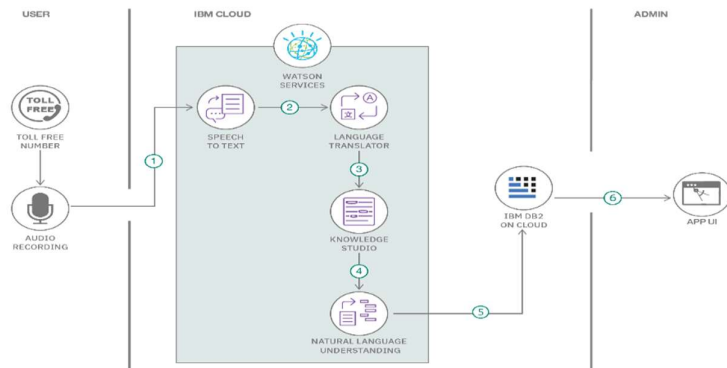 USER
IBM CLOUD
ADMIN
WATSON
SERVICES
TOLL
FREE
TOLL FREE
NUMBER
1
AUDIO
RECORDING
SPEECH
TO TEXT
2
A
文
LANGUAGE
TRANSLATOR
3
KNOWLEDGE
STUDIO
4
NATURAL LANGUAGE
UNDERSTANDING
5
IBM DB2
ON CLOUD
6
APP UI